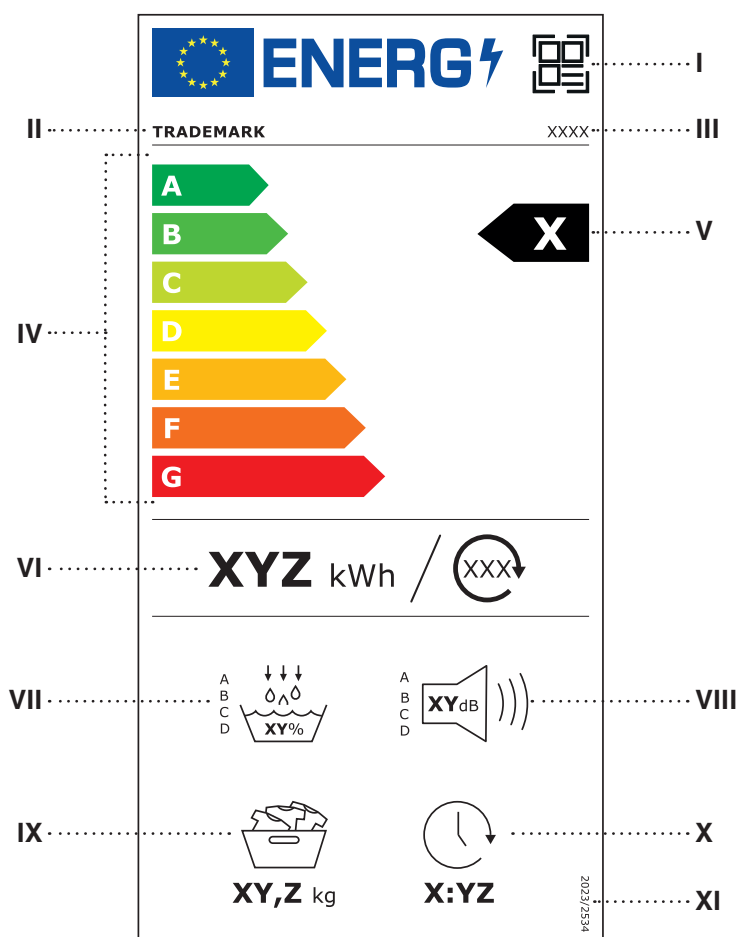 ENERG
I
II
TRADEMARK
XXXX
III
A
B
C
D
E
F
G
IV
X
V
VI
XYZ kWh / XXX
VII
A
B
C
D
XY%
A
B
C
D
XYdB
VIII
IX
XY,Z kg
X
X:YZ
2023/2534
XI